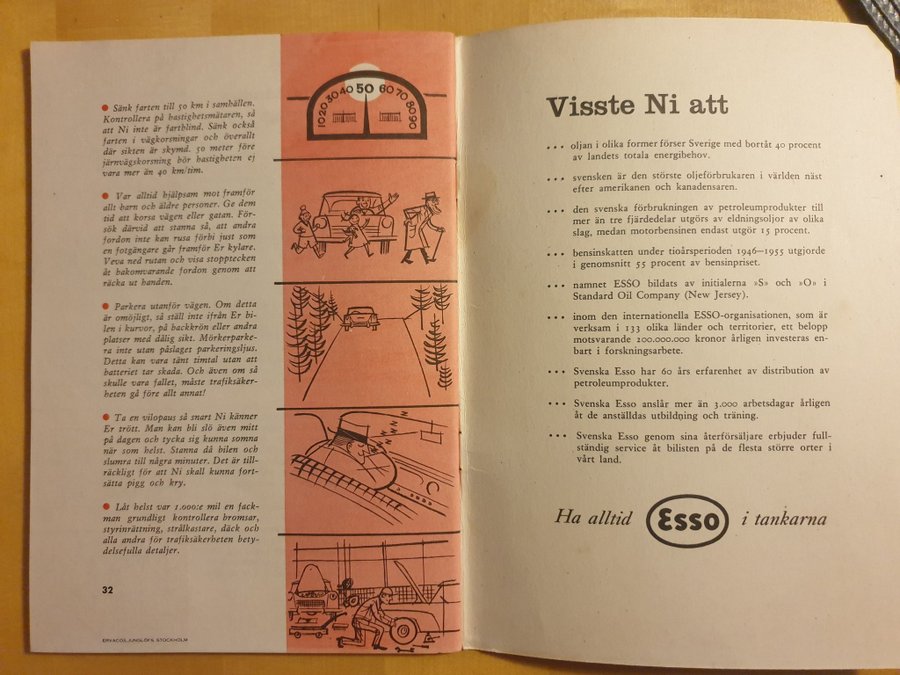 ● Sänk farten till 50 km i samhällen.
Kontrollera på hastighetsmätaren, så
att Ni inte är fartblind. Sänk också
farten i vägkorsningar och överallt
där sikten är skymd. 50 meter före
järnvägskorsning bör hastigheten ej
vara mer än 40 km/tim.
● Var alltid hjälpsam mot framför
allt barn och äldre personer. Ge dem
tid att korsa vägen eller gatan. För-
sök därvid att stanna så, att andra
fordon inte kan rusa förbi just som
en fotgängare går framför Er kylare.
Veva ned rutan och visa stopptecken
åt bakomvarande fordon genom att
räcka ut handen.
● Parkera utanför vägen. Om detta
är omöjligt, så ställ inte ifrån Er bi-
len i kurvor, på backkrön eller andra
platser med dålig sikt. Mörkerparke-
ra inte utan påslaget parkeringsljus.
Detta kan vara tänt timtal utan att
batteriet tar skada. Och även om så
skulle vara fallet, måste trafiksäker-
heten gå före allt annat!
● Ta en vilopaus så snart Ni känner
Er trött. Man kan bli slö även mitt
på dagen och tycka sig kunna somna
när som helst. Stanna då bilen och
slumra till några minuter. Det är till-
räckligt för att Ni skall kunna fort-
sätta pigg och kry.
● Låt helst var 1.000:e mil en fack-
man grundligt kontrollera bromsar,
styrinrättning, strålkastare, däck och
alla andra för trafiksäkerheten bety-
delsefulla detaljer.
32
ERVACO/LJUNGLÖFS, STOCKHOLM
10 20 30 40 50 60 70 80 90
Z Z Z Z
Visste Ni att
... oljan i olika former förser Sverige med bortåt 40 procent
av landets totala energibehov.
... svensken är den störste oljeförbrukaren i världen näst
efter amerikanen och kanadensaren.
... den svenska förbrukningen av petroleumprodukter till
mer än tre fjärdedelar utgörs av eldningsoljor av olika
slag, medan motorbensinen endast utgör 15 procent.
... bensinskatten under tioårsperioden 1946—1955 utgjorde
i genomsnitt 55 procent av bensinpriset.
... namnet ESSO bildats av initialerna »S» och »O» i
Standard Oil Company (New Jersey).
... inom den internationella ESSO-organisationen, som är
verksam i 133 olika länder och territorier, ett belopp
motsvarande 200.000.000 kronor årligen investeras en-
bart i forskningsarbete.
... Svenska Esso har 60 års erfarenhet av distribution av
petroleumprodukter.
... Svenska Esso anslår mer än 3.000 arbetsdagar årligen
åt de anställdas utbildning och träning.
... Svenska Esso genom sina återförsäljare erbjuder full-
ständig service åt bilisten på de flesta större orter i
vårt land.
Ha alltid Esso i tankarna